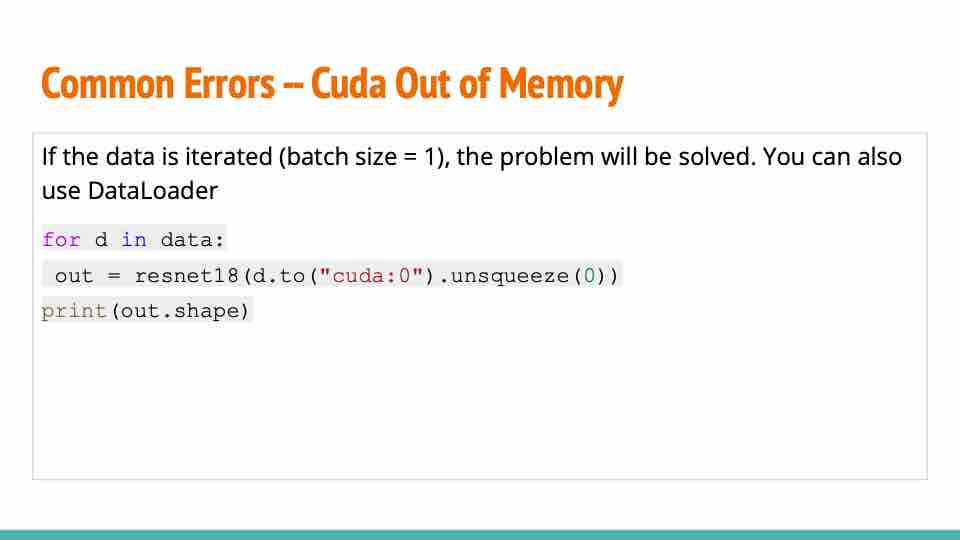 Common Errors -- Cuda Out of Memory
If the data is iterated (batch size = 1), the problem will be solved. You can also
use DataLoader
for d in data:
 out = resnet18(d.to("cuda:0").unsqueeze(0))
print(out.shape)